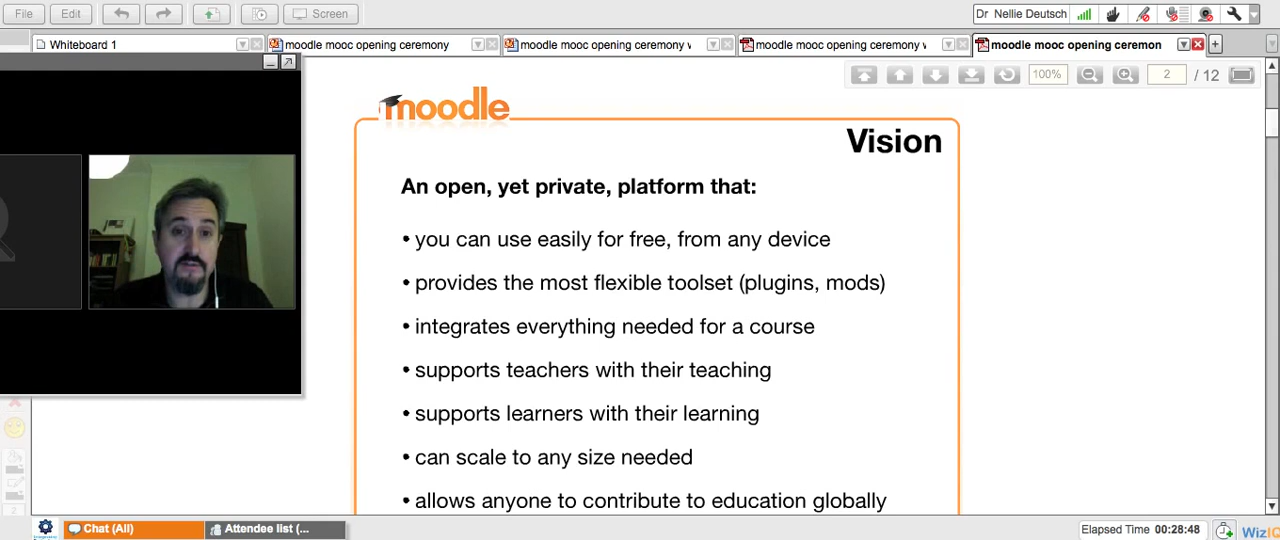 File
Edit
Screen
Dr Nellie Deutsch
Whiteboard 1
moodle mooc opening ceremony
moodle mooc opening ceremony v
moodle mooc opening ceremony v
moodle mooc opening ceremon
100%
2 / 12
moodle
Vision
An open, yet private, platform that:
• you can use easily for free, from any device
• provides the most flexible toolset (plugins, mods)
• integrates everything needed for a course
• supports teachers with their teaching
• supports learners with their learning
• can scale to any size needed
• allows anyone to contribute to education globally
2
Chat (All)
Attendee list (...
Elapsed Time 00:28:48
WizIQ